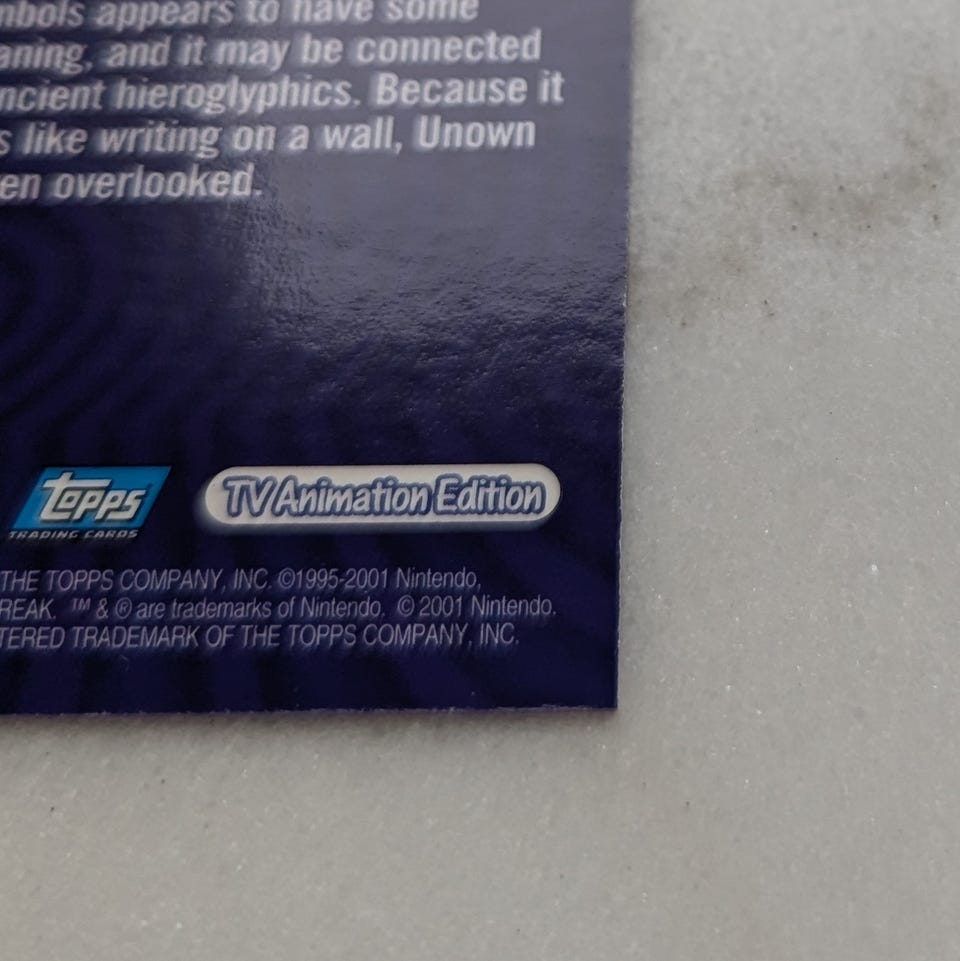 mbols appears to have some
aning, and it may be connected
ncient hieroglyphics. Because it
s like writing on a wall, Unown
en overlooked.
Topps
TRADING CARDS
TV Animation Edition
THE TOPPS COMPANY, INC. ©1995-2001 Nintendo,
REAK. ™ & ® are trademarks of Nintendo. © 2001 Nintendo.
TERED TRADEMARK OF THE TOPPS COMPANY, INC.